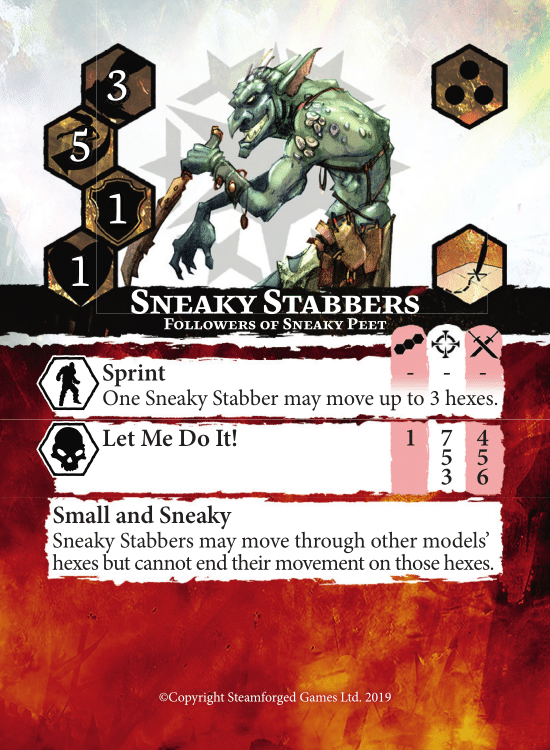 3
5
1
1
Sneaky Stabbers
Followers of Sneaky Peet
Sprint - - -
One Sneaky Stabber may move up to 3 hexes.
Let Me Do It! 1 7 4
5 5
3 6
Small and Sneaky
Sneaky Stabbers may move through other models’
hexes but cannot end their movement on those hexes.
©Copyright Steamforged Games Ltd. 2019